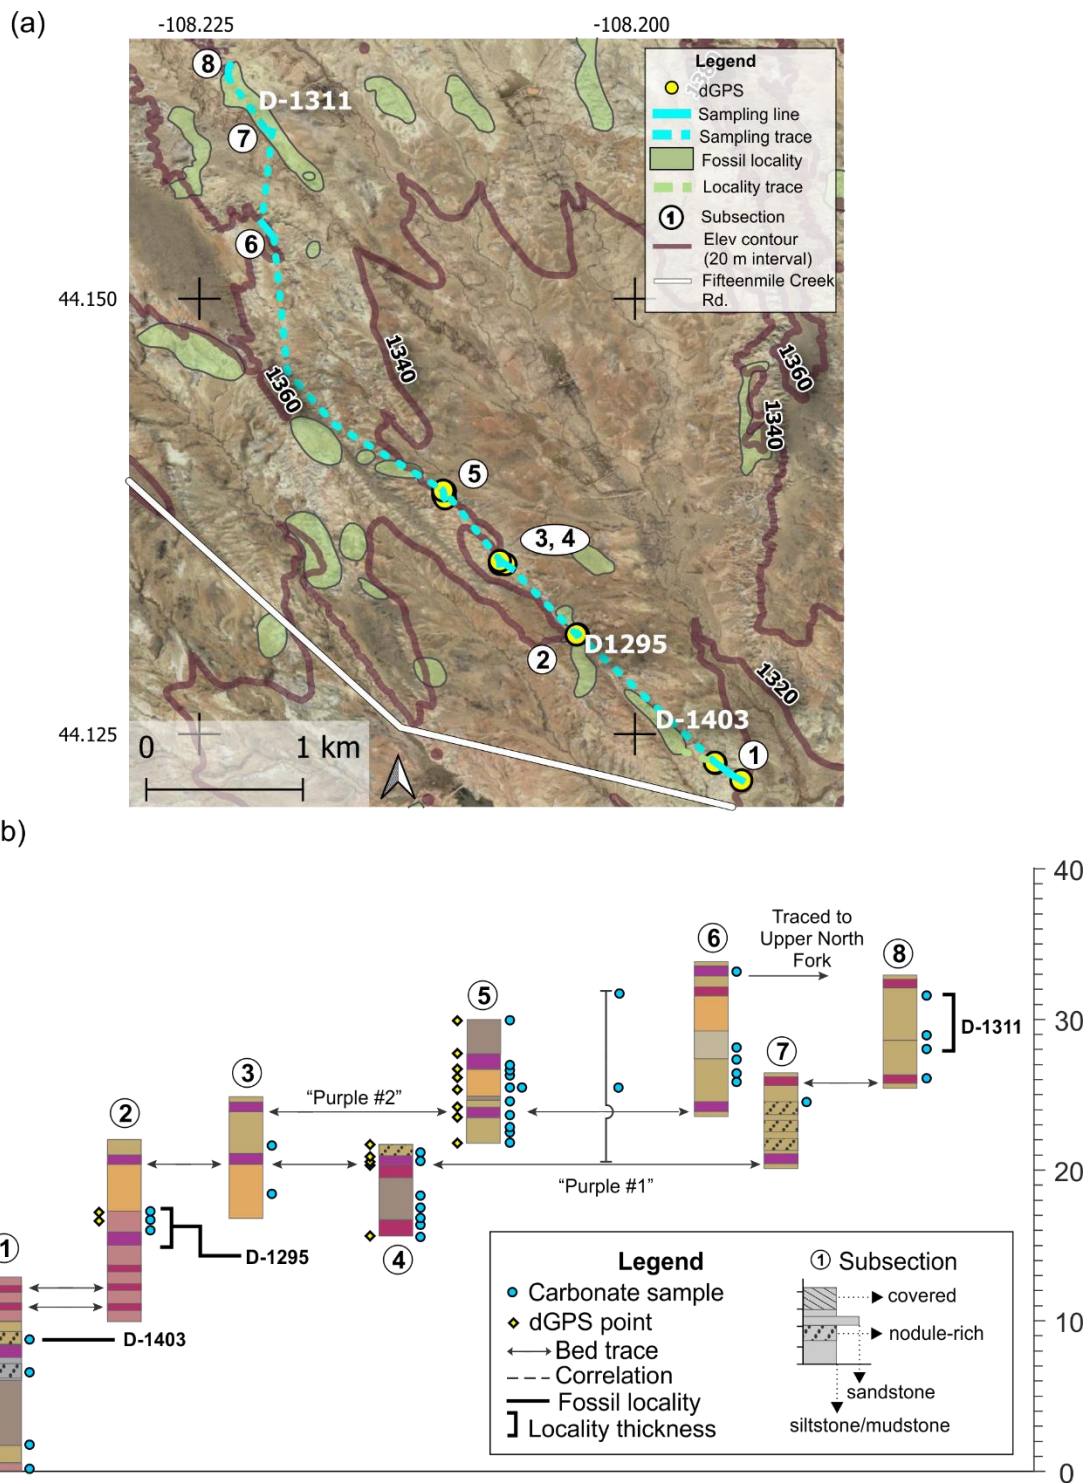 (a)
-108.225
-108.200
44.150
44.125
8
D-1311
7
6
1340
1360
5
3, 4
2
D1295
D-1403
1
1320
1360
1340
0 1 km
Legend
dGPS
Sampling line
Sampling trace
Fossil locality
Locality trace
1 Subsection
Elev contour
(20 m interval)
Fifteenmile Creek
Rd.
b)
40
30
20
10
0
1
2
3
4
5
6
7
8
Traced to
Upper North
Fork
D-1311
"Purple #2"
"Purple #1"
D-1295
D-1403
Legend
Carbonate sample
dGPS point
Bed trace
Correlation
Fossil locality
Locality thickness
1 Subsection
covered
nodule-rich
sandstone
siltstone/mudstone